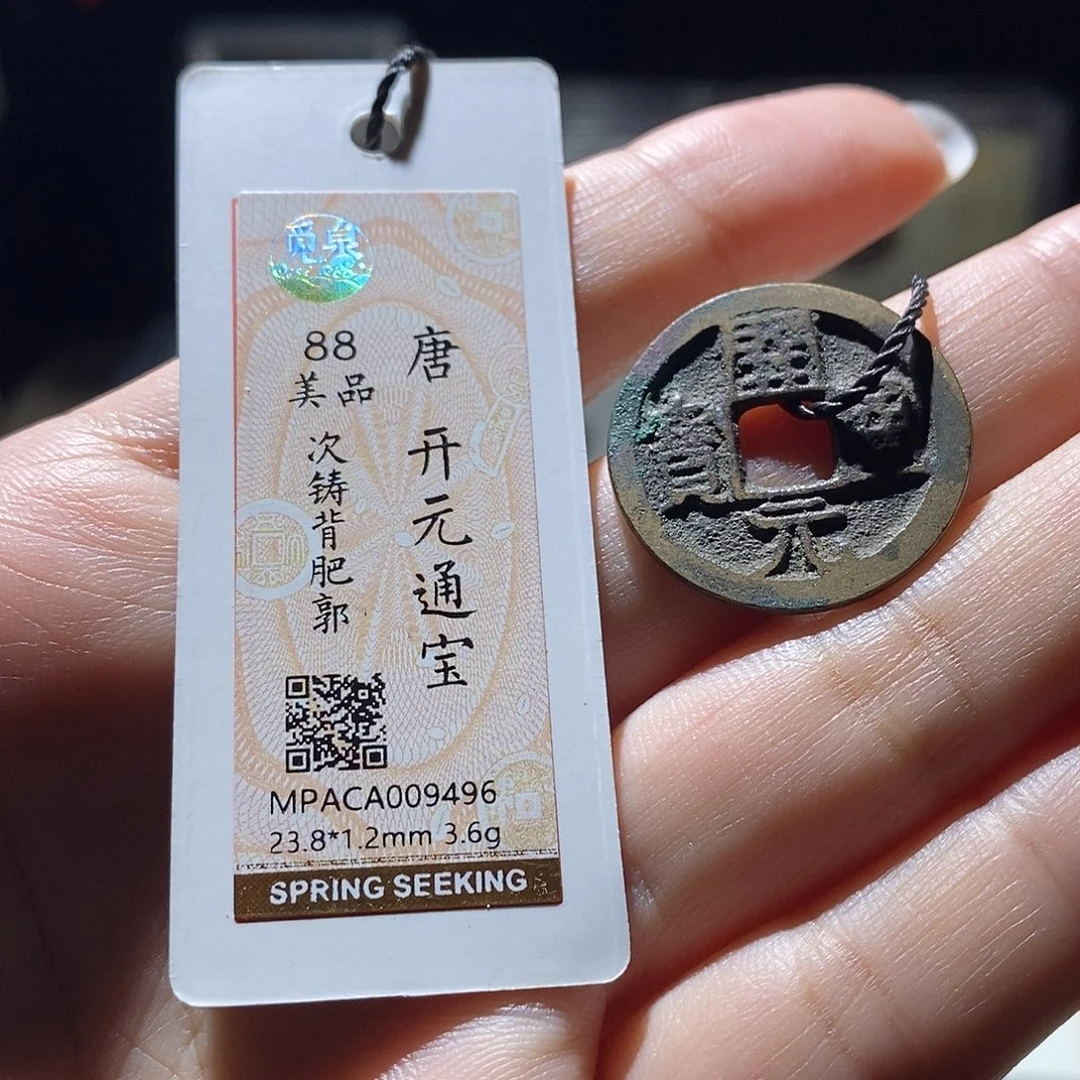 觅泉
88
美品
唐 开元通宝
次铸背肥郭
MPACA009496
23.8*1.2mm 3.6g
SPRING SEEKING
開元通寶